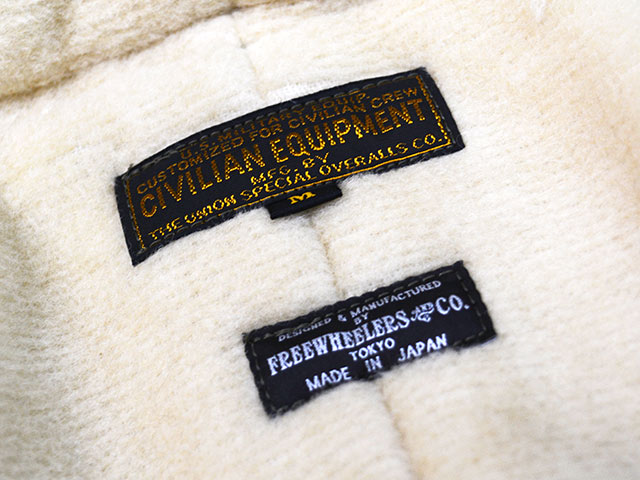 CUSTOMIZED FOR CIVILIAN CREW
CIVILIAN EQUIPMENT
MFG. BY
THE UNION SPECIAL OVERALLS CO.
M
DESIGNED & MANUFACTURED
BY
FREEWHEELERS AND CO.
TOKYO
MADE IN JAPAN